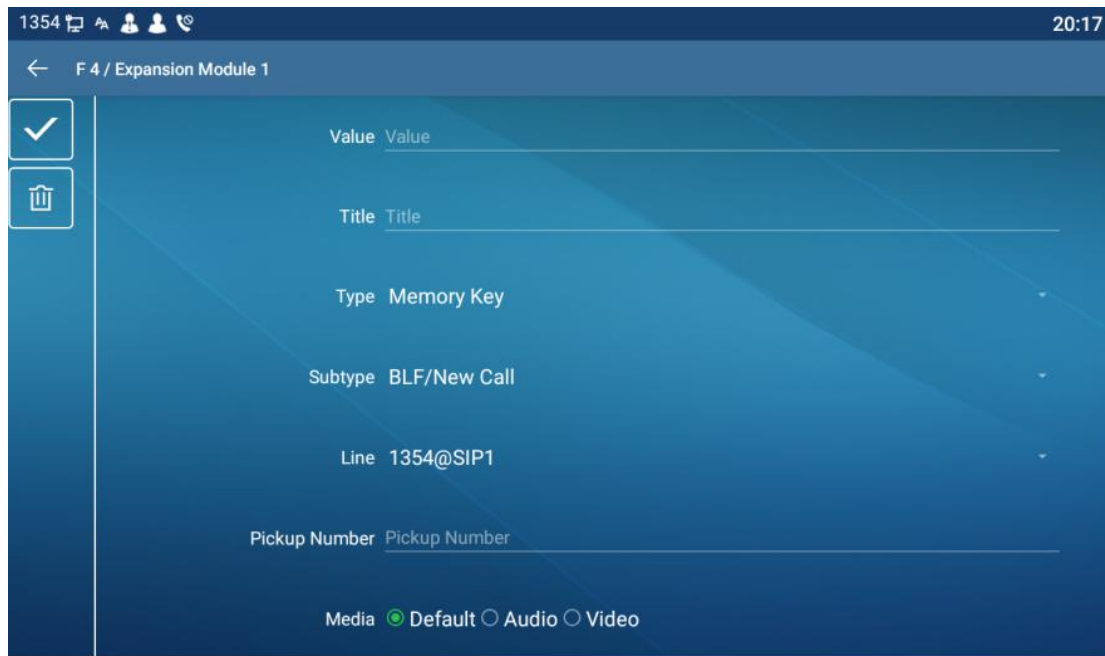 1354 20:17
F 4 / Expansion Module 1
Value Value
Title Title
Type Memory Key
Subtype BLF/New Call
Line 1354@SIP1
Pickup Number Pickup Number
Media Default Audio Video